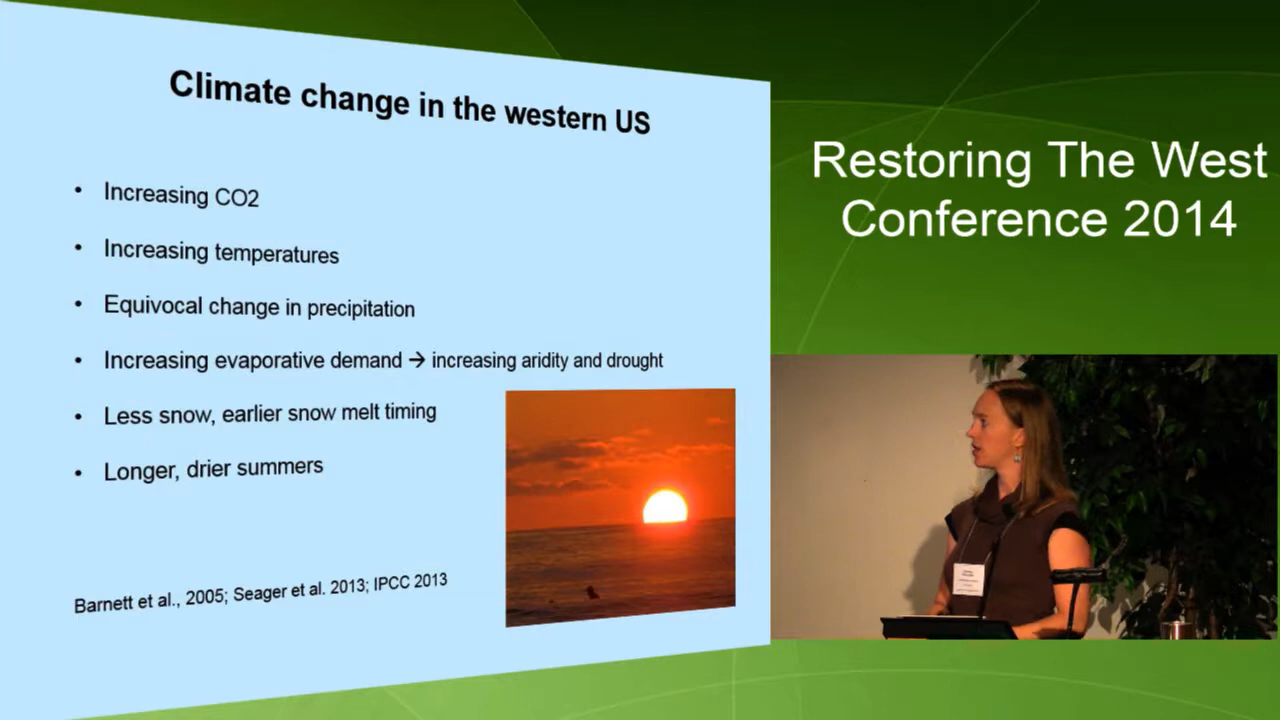 Climate change in the western US
• Increasing CO2
• Increasing temperatures
• Equivocal change in precipitation
• Increasing evaporative demand → increasing aridity and drought
• Less snow, earlier snow melt timing
• Longer, drier summers
Barnett et al., 2005; Seager et al. 2013; IPCC 2013
Restoring The West
Conference 2014